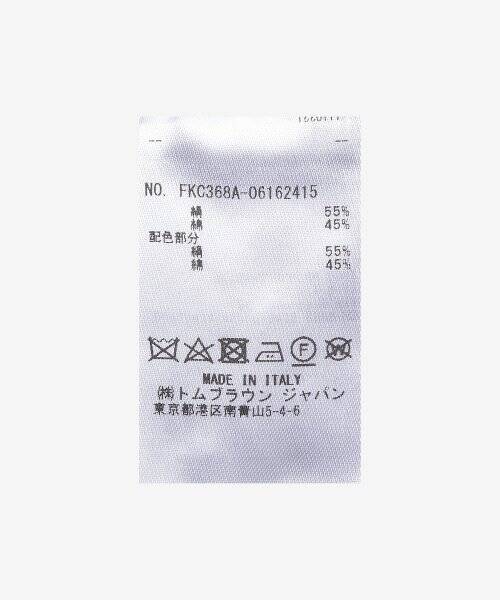 NO. FKC368A-06162415
絹 55%
綿 45%
配色部分
絹 55%
綿 45%
F W
MADE IN ITALY
㈱トムブラウン ジャパン
東京都港区南青山5-4-6